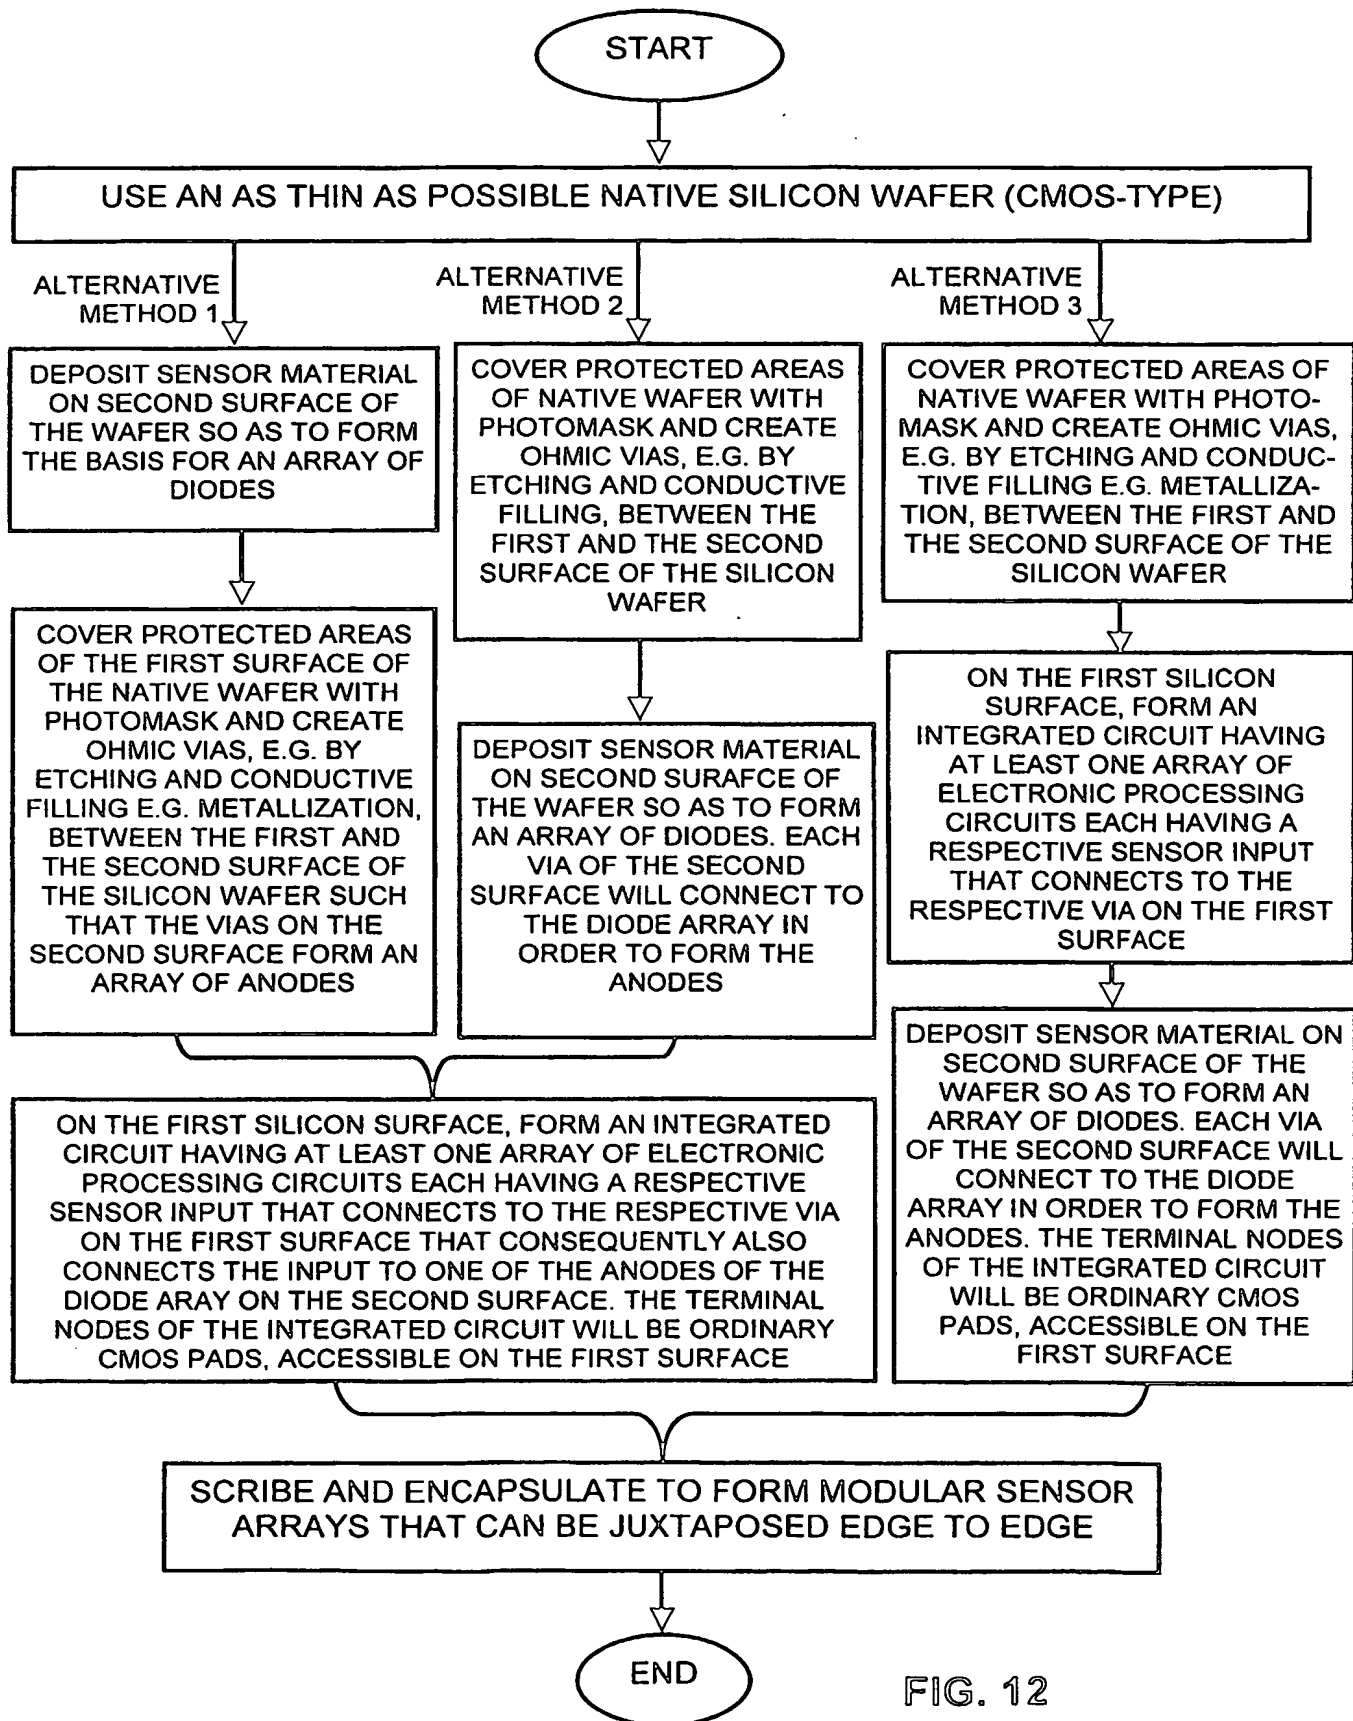 START
USE AN AS THIN AS POSSIBLE NATIVE SILICON WAFER (CMOS-TYPE)
ALTERNATIVE
METHOD 1
DEPOSIT SENSOR MATERIAL
ON SECOND SURFACE OF
THE WAFER SO AS TO FORM
THE BASIS FOR AN ARRAY OF
DIODES
COVER PROTECTED AREAS
OF THE FIRST SURFACE OF
THE NATIVE WAFER WITH
PHOTOMASK AND CREATE
OHMIC VIAS, E.G. BY
ETCHING AND CONDUCTIVE
FILLING E.G. METALLIZATION,
BETWEEN THE FIRST AND
THE SECOND SURFACE OF
THE SILICON WAFER SUCH
THAT THE VIAS ON THE
SECOND SURFACE FORM AN
ARRAY OF ANODES
ALTERNATIVE
METHOD 2
COVER PROTECTED AREAS
OF NATIVE WAFER WITH
PHOTOMASK AND CREATE
OHMIC VIAS, E.G. BY
ETCHING AND CONDUCTIVE
FILLING, BETWEEN THE
FIRST AND THE SECOND
SURFACE OF THE SILICON
WAFER
DEPOSIT SENSOR MATERIAL
ON SECOND SURAFCE OF
THE WAFER SO AS TO FORM
AN ARRAY OF DIODES. EACH
VIA OF THE SECOND
SURFACE WILL CONNECT TO
THE DIODE ARRAY IN
ORDER TO FORM THE
ANODES
ON THE FIRST SILICON SURFACE, FORM AN INTEGRATED
CIRCUIT HAVING AT LEAST ONE ARRAY OF ELECTRONIC
PROCESSING CIRCUITS EACH HAVING A RESPECTIVE
SENSOR INPUT THAT CONNECTS TO THE RESPECTIVE VIA
ON THE FIRST SURFACE THAT CONSEQUENTLY ALSO
CONNECTS THE INPUT TO ONE OF THE ANODES OF THE
DIODE ARAY ON THE SECOND SURFACE. THE TERMINAL
NODES OF THE INTEGRATED CIRCUIT WILL BE ORDINARY
CMOS PADS, ACCESSIBLE ON THE FIRST SURFACE
ALTERNATIVE
METHOD 3
COVER PROTECTED AREAS OF
NATIVE WAFER WITH PHOTO-
MASK AND CREATE OHMIC VIAS,
E.G. BY ETCHING AND CONDUC-
TIVE FILLING E.G. METALLIZA-
TION, BETWEEN THE FIRST AND
THE SECOND SURFACE OF THE
SILICON WAFER
ON THE FIRST SILICON
SURFACE, FORM AN
INTEGRATED CIRCUIT HAVING
AT LEAST ONE ARRAY OF
ELECTRONIC PROCESSING
CIRCUITS EACH HAVING A
RESPECTIVE SENSOR INPUT
THAT CONNECTS TO THE
RESPECTIVE VIA ON THE FIRST
SURFACE
DEPOSIT SENSOR MATERIAL ON
SECOND SURFACE OF THE
WAFER SO AS TO FORM AN
ARRAY OF DIODES. EACH VIA
OF THE SECOND SURFACE WILL
CONNECT TO THE DIODE
ARRAY IN ORDER TO FORM THE
ANODES. THE TERMINAL NODES
OF THE INTEGRATED CIRCUIT
WILL BE ORDINARY CMOS
PADS, ACCESSIBLE ON THE
FIRST SURFACE
SCRIBE AND ENCAPSULATE TO FORM MODULAR SENSOR
ARRAYS THAT CAN BE JUXTAPOSED EDGE TO EDGE
END
FIG. 12